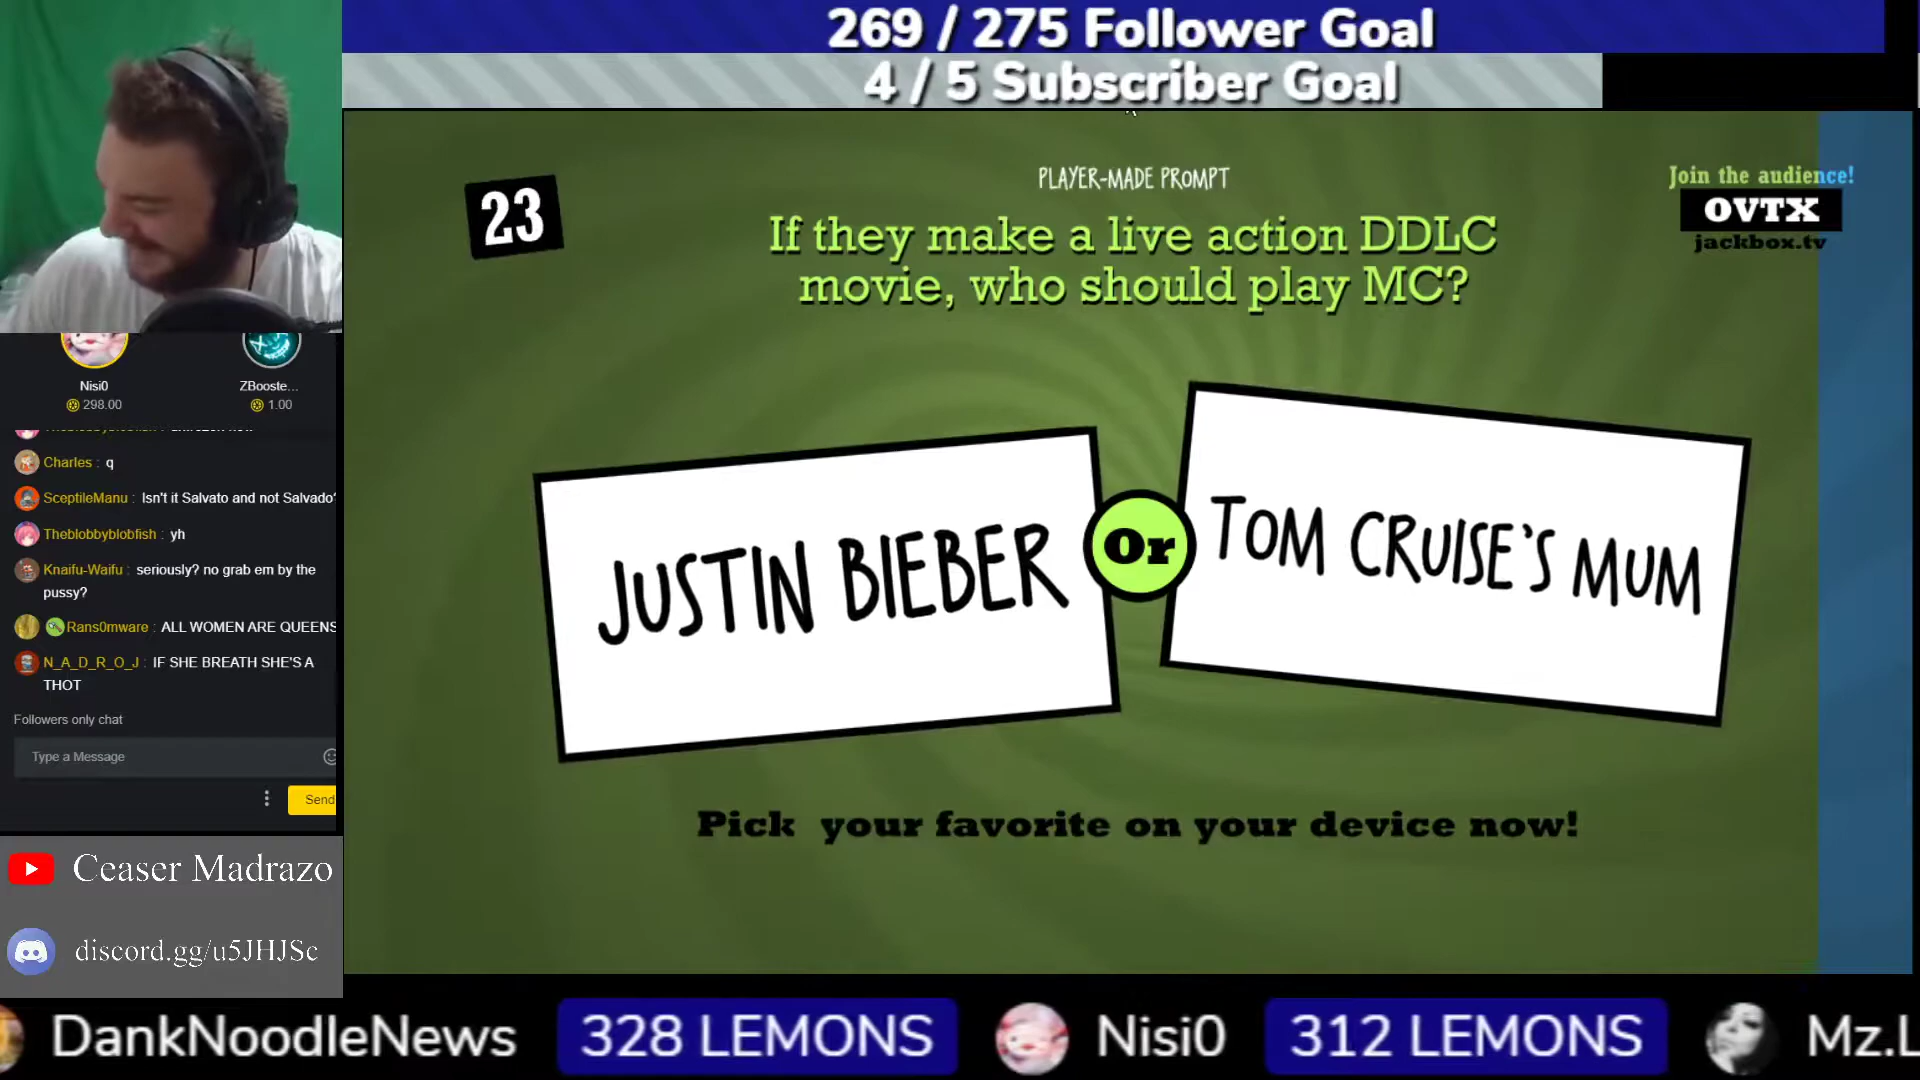 269 / 275 Follower Goal
4 / 5 Subscriber Goal
23
PLAYER-MADE PROMPT
If they make a live action DDLC
movie, who should play MC?
Join the audience!
OVTX
jackbox.tv
JUSTIN BIEBER
Or
TOM CRUISE'S MUM
Pick your favorite on your device now!
Nisi0
298.00
ZBooste...
1.00
Charles : q
SceptileManu : Isn't it Salvato and not Salvado?
Theblobbyblobfish : yh
Knaifu-Waifu : seriously? no grab em by the
pussy?
Rans0mware : ALL WOMEN ARE QUEENS
N_A_D_R_O_J : IF SHE BREATH SHE'S A
THOT
Followers only chat
Type a Message
Send
Ceaser Madrazo
discord.gg/u5JHJSc
DankNoodleNews
328 LEMONS
Nisi0
312 LEMONS
Mz.L